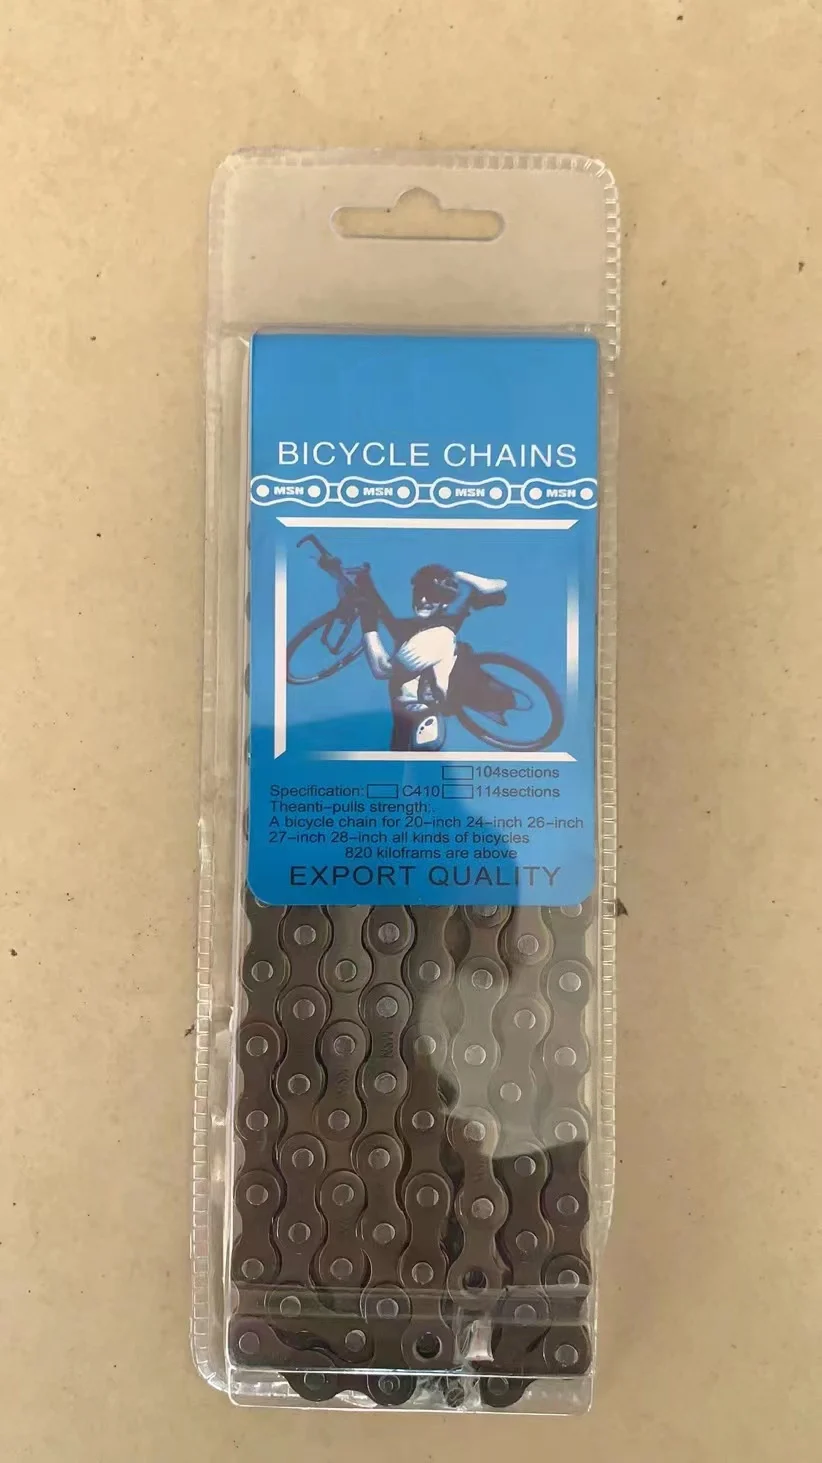 BICYCLE CHAINS
MSN MSN MSN MSN
104sections
Specification: C410 114sections
Theanti-pulls strength:.
A bicycle chain for 20-inch 24-inch 26-inch
27-inch 28-inch all kinds of bicycles
820 kiloframs are above
EXPORT QUALITY
MSN